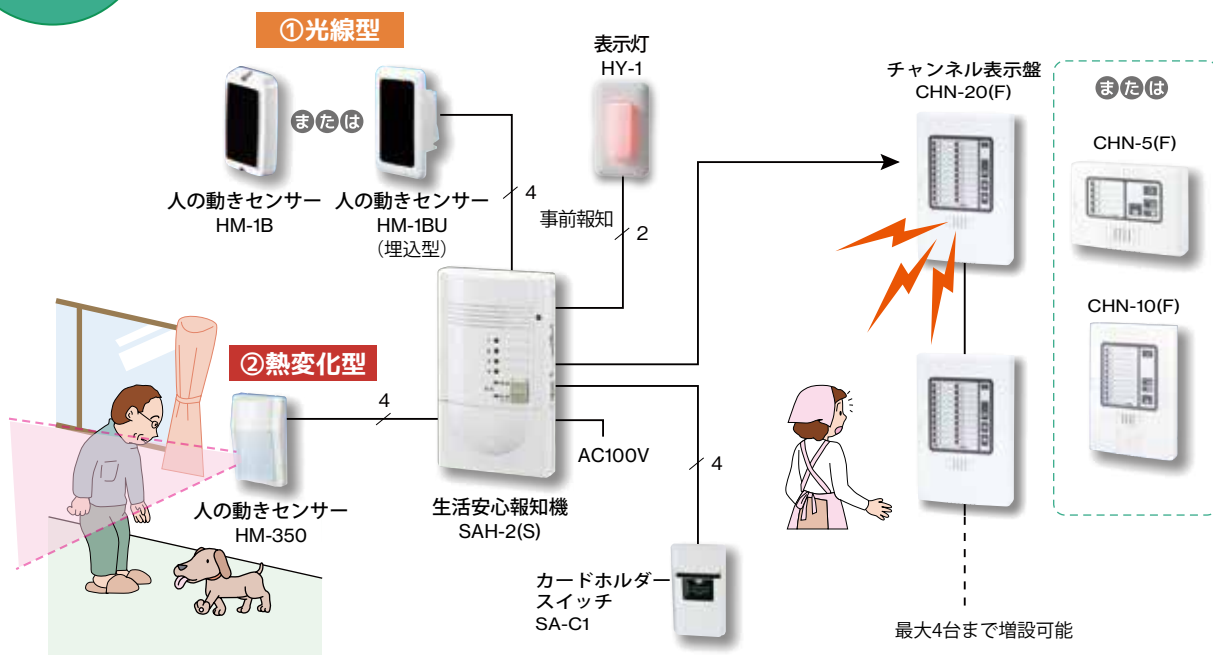 ①光線型
または
人の動きセンサー
HM-1B
人の動きセンサー
HM-1BU
（埋込型）
4
表示灯
HY-1
事前報知
2
チャンネル表示盤
CHN-20(F)
または
CHN-5(F)
CHN-10(F)
②熱変化型
4
人の動きセンサー
HM-350
生活安心報知機
SAH-2(S)
AC100V
4
カードホルダー
スイッチ
SA-C1
最大4台まで増設可能